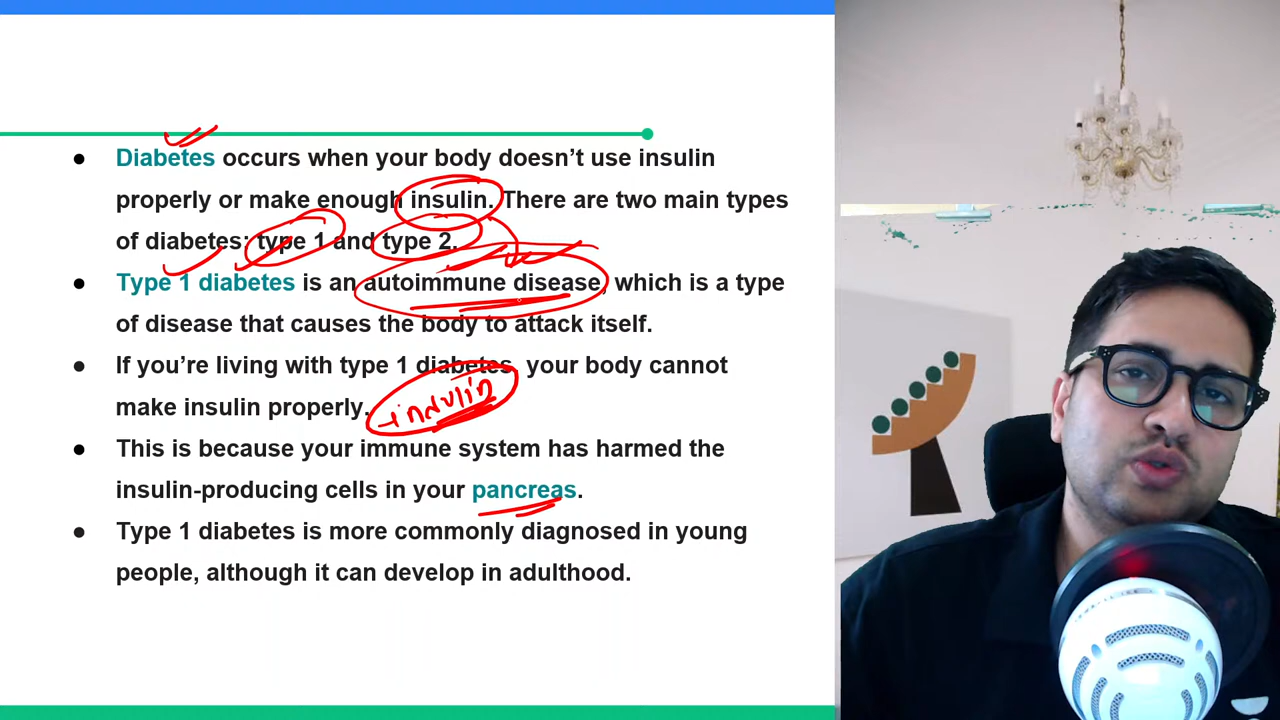 ● Diabetes occurs when your body doesn’t use insulin
properly or make enough insulin. There are two main types
of diabetes: type 1 and type 2.
● Type 1 diabetes is an autoimmune disease, which is a type
of disease that causes the body to attack itself.
● If you’re living with type 1 diabetes, your body cannot
make insulin properly.
insulin
● This is because your immune system has harmed the
insulin-producing cells in your pancreas.
● Type 1 diabetes is more commonly diagnosed in young
people, although it can develop in adulthood.